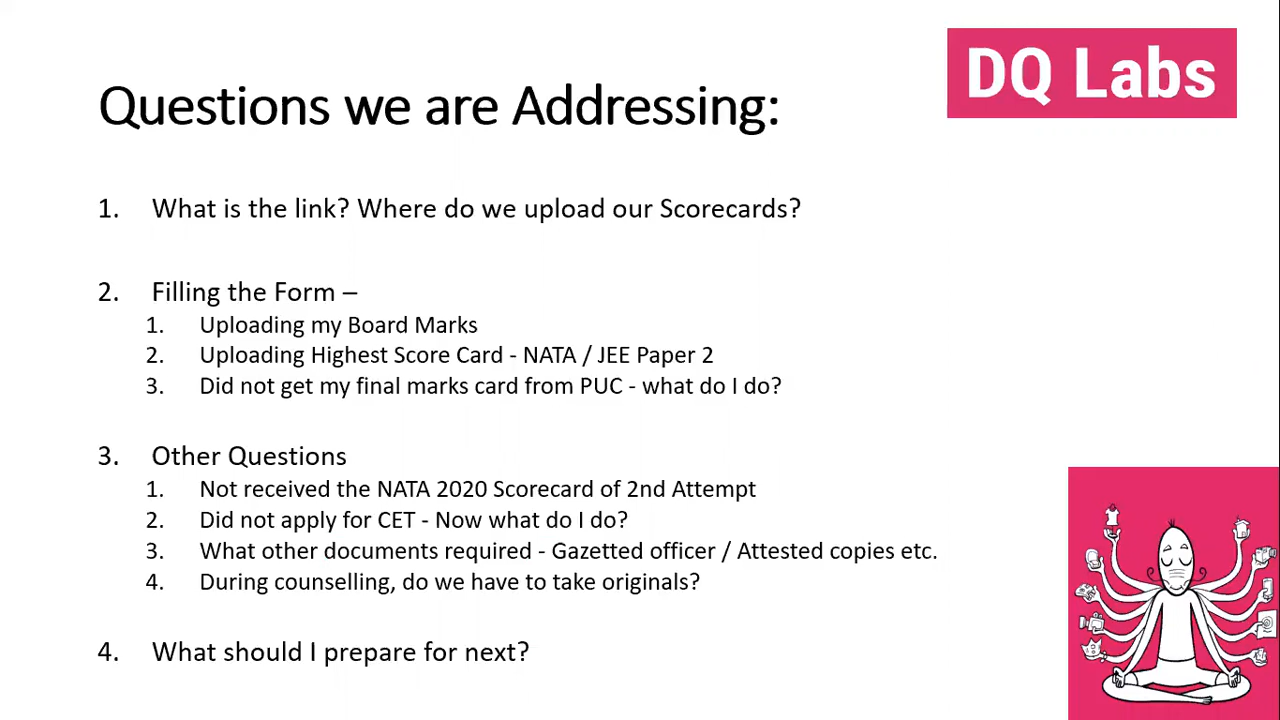 DQ Labs
Questions we are Addressing:
1. What is the link? Where do we upload our Scorecards?
2. Filling the Form –
1. Uploading my Board Marks
2. Uploading Highest Score Card - NATA / JEE Paper 2
3. Did not get my final marks card from PUC - what do I do?
3. Other Questions
1. Not received the NATA 2020 Scorecard of 2nd Attempt
2. Did not apply for CET - Now what do I do?
3. What other documents required - Gazetted officer / Attested copies etc.
4. During counselling, do we have to take originals?
4. What should I prepare for next?